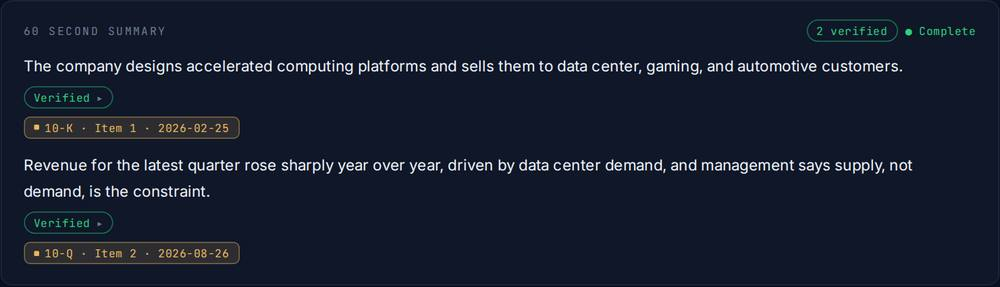 60 SECOND SUMMARY
2 verified ● Complete
The company designs accelerated computing platforms and sells them to data center, gaming, and automotive customers.
Verified ▸
10-K · Item 1 · 2026-02-25
Revenue for the latest quarter rose sharply year over year, driven by data center demand, and management says supply, not
demand, is the constraint.
Verified ▸
10-Q · Item 2 · 2026-08-26